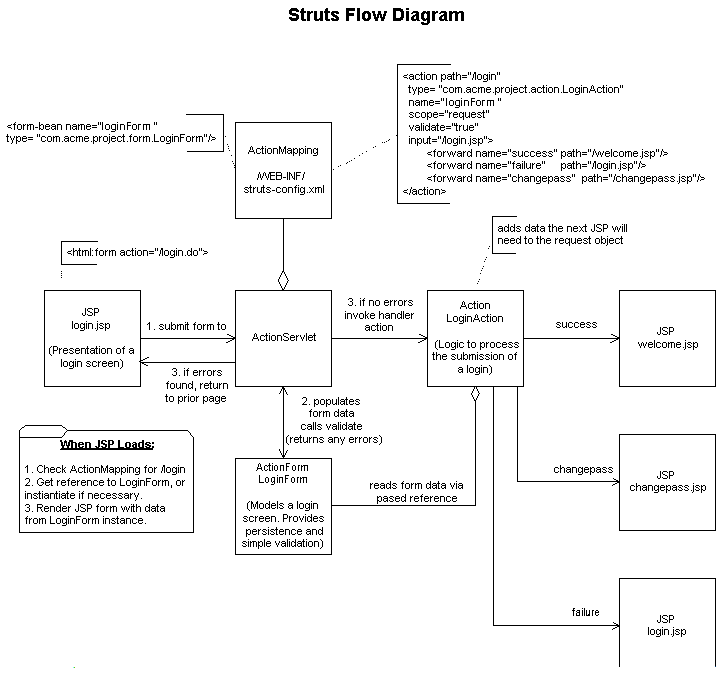 Struts Flow Diagram
<form-bean name="loginForm "
type= "com.acme.project.form.LoginForm"/>
ActionMapping
/WEB-INF/
struts-config.xml
<action path="/login"
type= "com.acme.project.action.LoginAction"
name="loginForm "
scope="request"
validate="true"
input="/login.jsp">
<forward name="success" path="/welcome.jsp"/>
<forward name="failure" path="/login.jsp"/>
<forward name="changepass" path="/changepass.jsp"/>
</action>
<html:form action="/login.do">
adds data the next JSP will
need to the request object
JSP
login.jsp
(Presentation of a
login screen)
1. submit form to
3. if errors
found, return
to prior page
ActionServlet
3. if no errors
invoke handler
action
Action
LoginAction
(Logic to process
the submission of
a login)
success
JSP
welcome.jsp
2. populates
form data
calls validate
(returns any errors)
When JSP Loads:
1. Check ActionMapping for /login
2. Get reference to LoginForm, or
instantiate if necessary.
3. Render JSP form with data
from LoginForm instance.
ActionForm
LoginForm
(Models a login
screen. Provides
persistence and
simple validation)
reads form data via
pased reference
changepass
JSP
changepass.jsp
failure
JSP
login.jsp